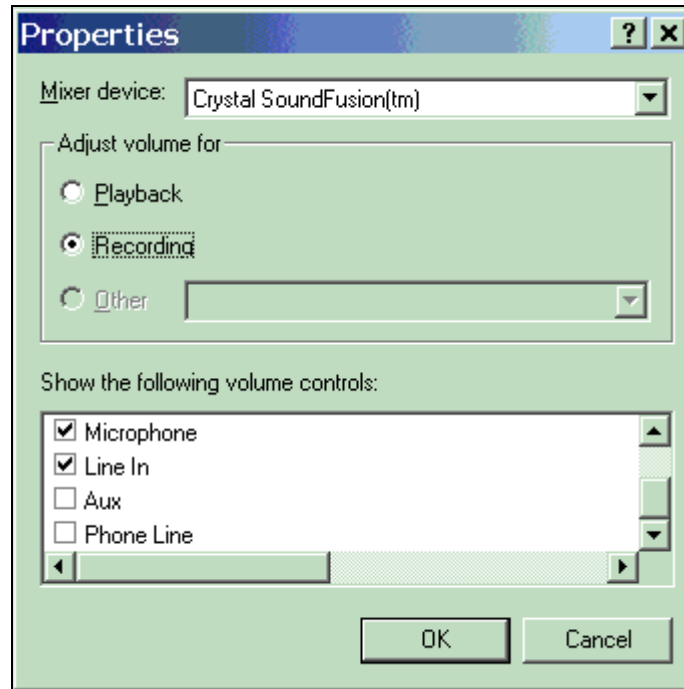 Properties
Mixer device: Crystal SoundFusion(tm)
Adjust volume for
Playback
Recording
Other
Show the following volume controls:
Microphone
Line In
Aux
Phone Line
OK Cancel